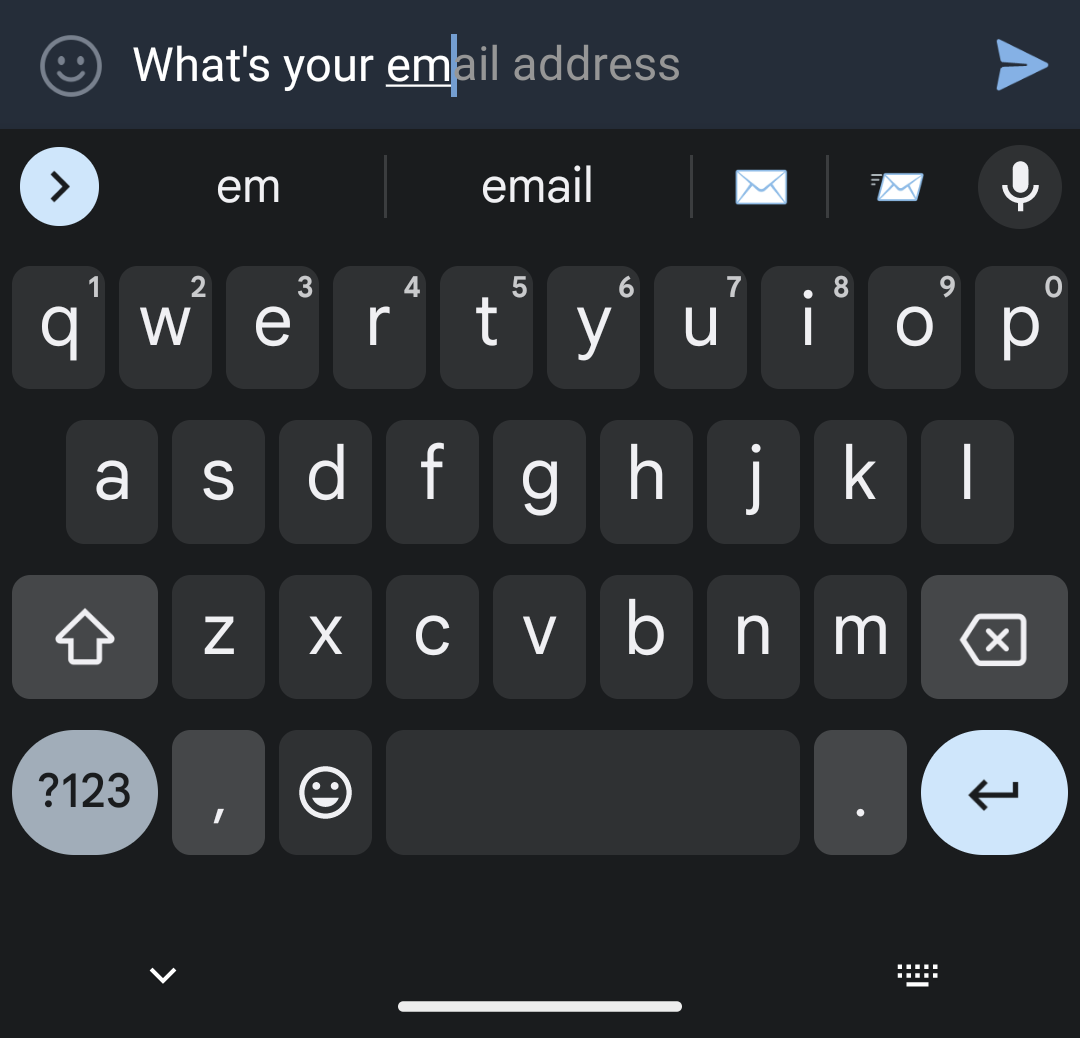 What's your email address
em email
q1 w2 e3 r4 t5 y6 u7 i8 o9 p0
a s d f g h j k l
z x c v b n m
?123 , .